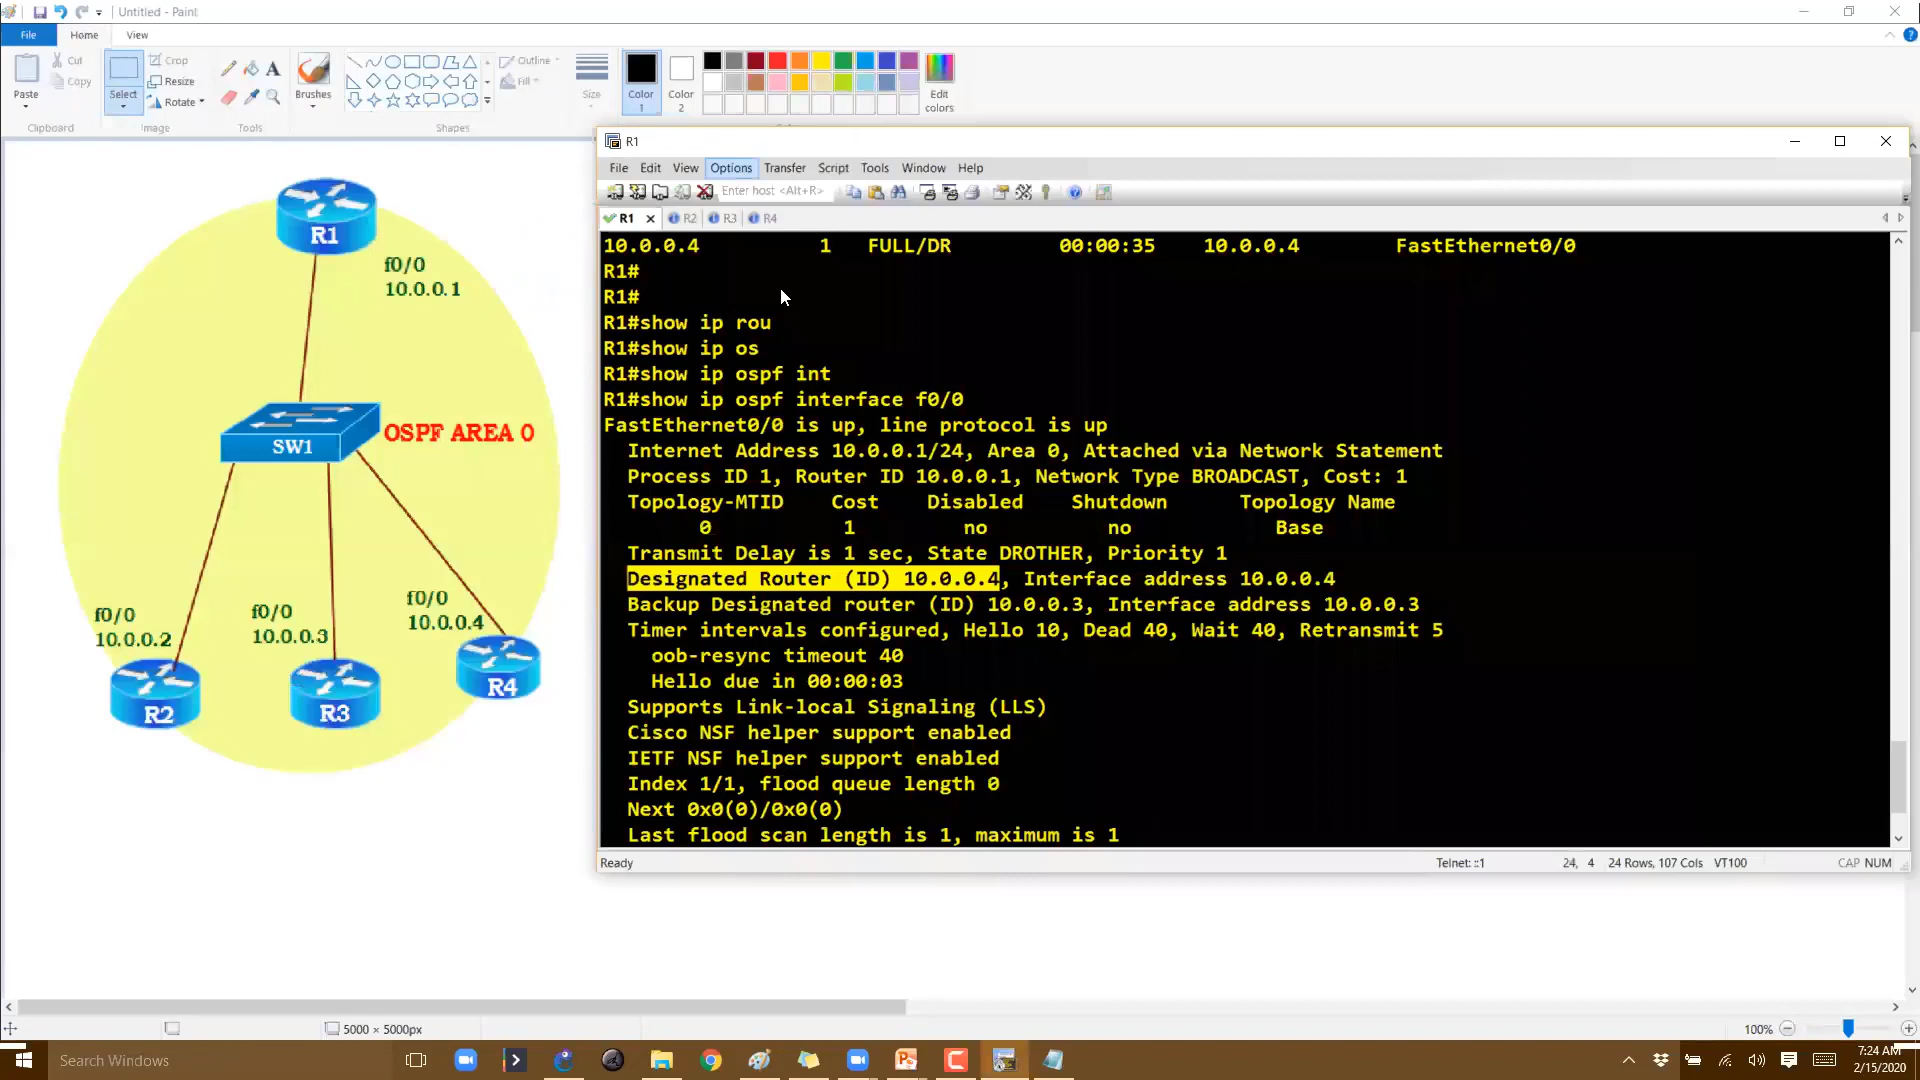 Untitled - Paint
File Home View
Paste
Cut
Copy
Clipboard
Select
Crop
Resize
Rotate
Image
Tools
Brushes
Shapes
Outline
Fill
Size
Color 1
Color 2
Edit colors
R1
f0/0
10.0.0.1
SW1
OSPF AREA 0
f0/0
10.0.0.2
f0/0
10.0.0.3
f0/0
10.0.0.4
R2
R3
R4
R1
File Edit View Options Transfer Script Tools Window Help
Enter host <Alt+R>
R1 R2 R3 R4
10.0.0.4 1 FULL/DR 00:00:35 10.0.0.4 FastEthernet0/0
R1#
R1#
R1#show ip rou
R1#show ip os
R1#show ip ospf int
R1#show ip ospf interface f0/0
FastEthernet0/0 is up, line protocol is up
Internet Address 10.0.0.1/24, Area 0, Attached via Network Statement
Process ID 1, Router ID 10.0.0.1, Network Type BROADCAST, Cost: 1
Topology-MTID Cost Disabled Shutdown Topology Name
0 1 no no Base
Transmit Delay is 1 sec, State DROTHER, Priority 1
Designated Router (ID) 10.0.0.4, Interface address 10.0.0.4
Backup Designated router (ID) 10.0.0.3, Interface address 10.0.0.3
Timer intervals configured, Hello 10, Dead 40, Wait 40, Retransmit 5
oob-resync timeout 40
Hello due in 00:00:03
Supports Link-local Signaling (LLS)
Cisco NSF helper support enabled
IETF NSF helper support enabled
Index 1/1, flood queue length 0
Next 0x0(0)/0x0(0)
Last flood scan length is 1, maximum is 1
Ready Telnet: ::1 24, 4 24 Rows, 107 Cols VT100 CAP NUM
5000 × 5000px 100%
Search Windows
7:24 AM
2/15/2020